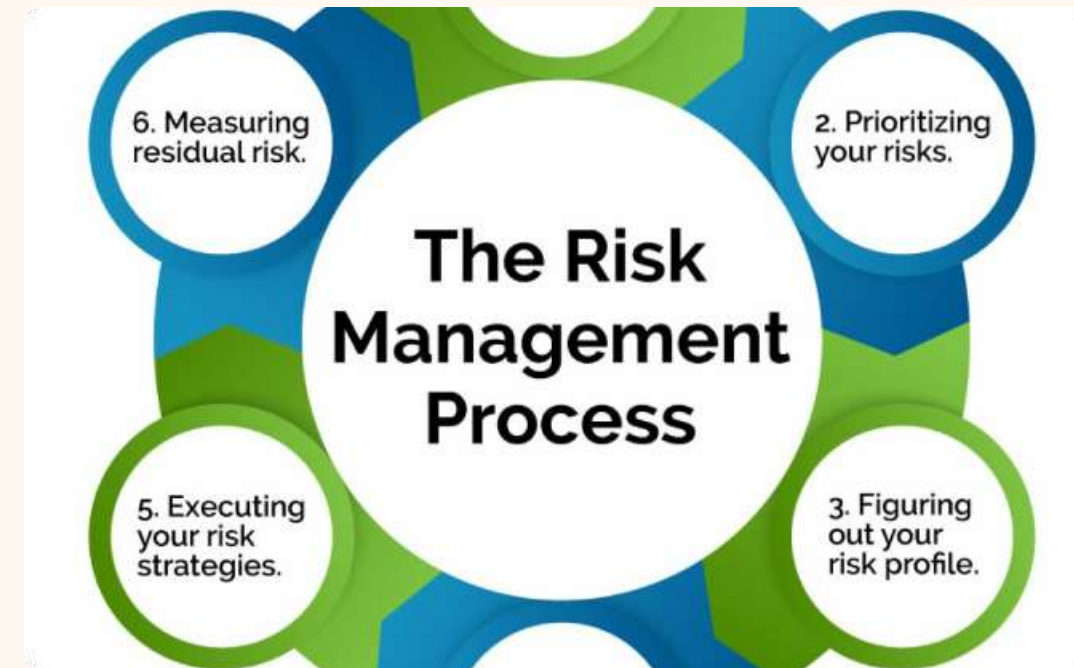 The Risk
Management
Process
2. Prioritizing
your risks.
3. Figuring
out your
risk profile.
5. Executing
your risk
strategies.
6. Measuring
residual risk.